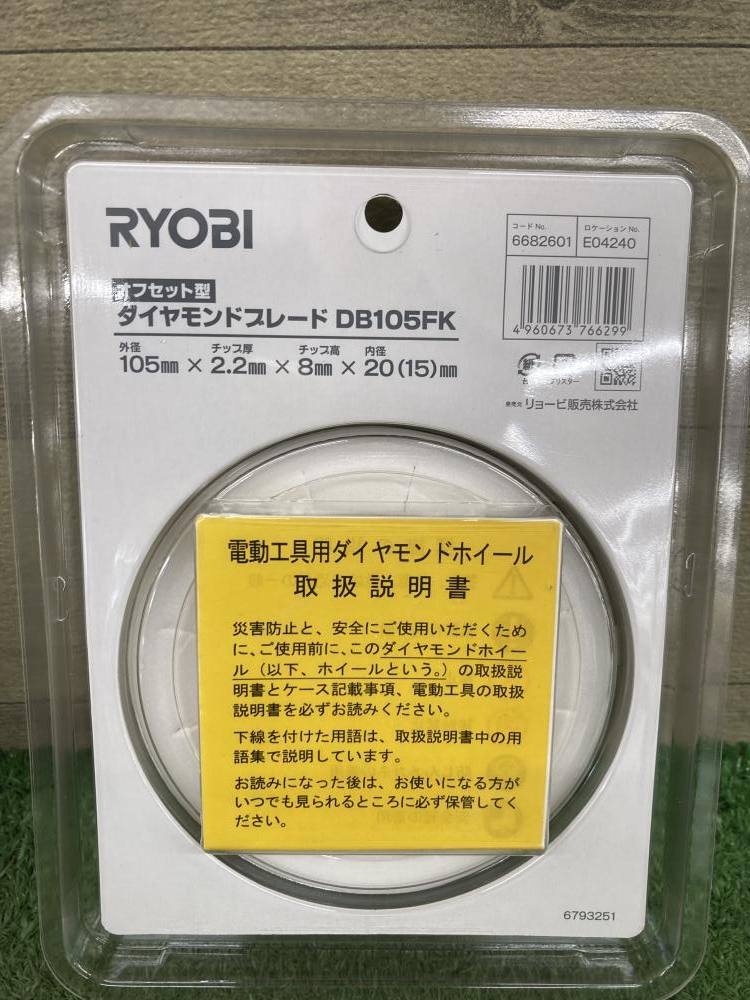 RYOBI
コード No.
ロケーション No.
6682601
E04240
4 960673 766299
オフセット型
ダイヤモンドブレード DB105FK
外径 チップ厚 チップ高 内径
105mm × 2.2mm × 8mm × 20(15)mm
紙
ブリスター
発売元 リョービ販売株式会社
電動工具用ダイヤモンドホイール
取扱説明書
災害防止と、安全にご使用いただくため
に、ご使用前に、このダイヤモンドホイー
ル(以下、ホイールという。)の取扱説
明書とケース記載事項、電動工具の取扱
説明書を必ずお読みください。
下線を付けた用語は、取扱説明書中の用
語集で説明しています。
お読みになった後は、お使いになる方が
いつでも見られるところに必ず保管してく
ださい。
6793251